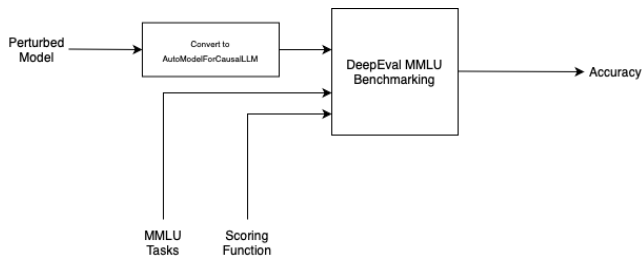 Perturbed
Model
Convert to
AutoModelForCausalLLM
DeepEval MMLU
Benchmarking
Accuracy
MMLU
Tasks
Scoring
Function